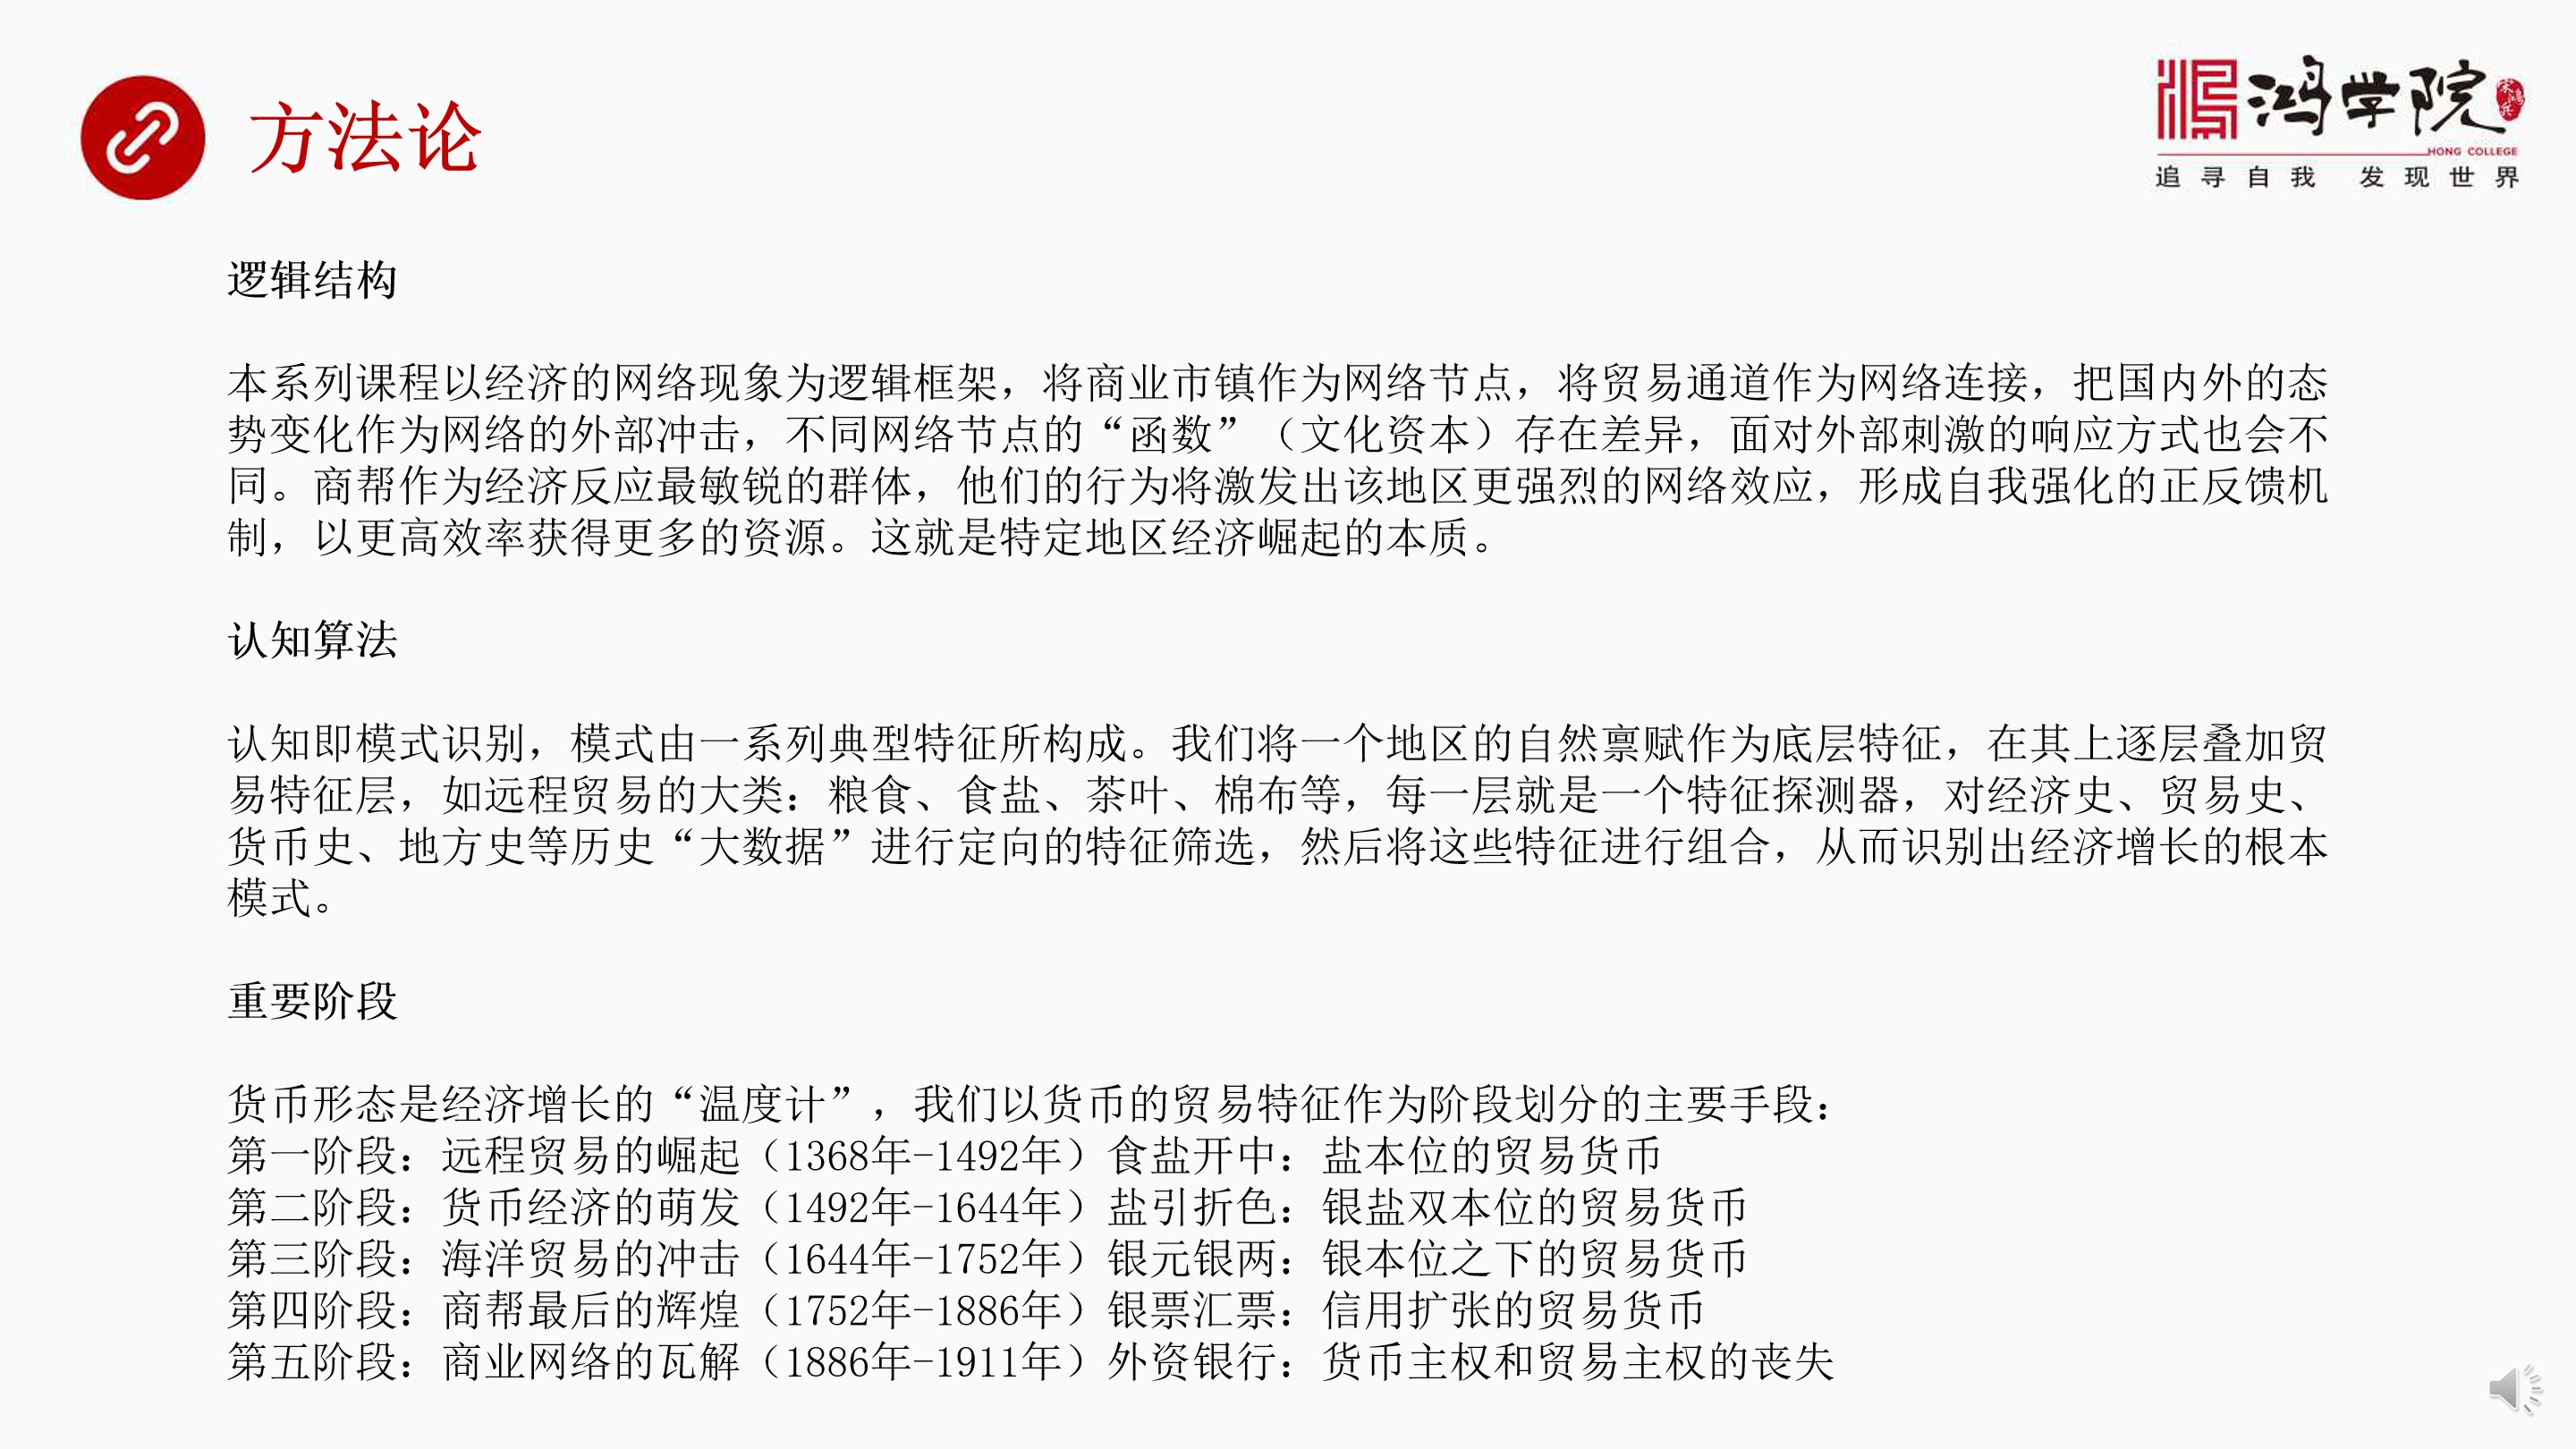 方法论
鸿学院
HONG COLLEGE
追寻自我 发现世界
逻辑结构
本系列课程以经济的网络现象为逻辑框架，将商业市镇作为网络节点，将贸易通道作为网络连接，把国内外的态
势变化作为网络的外部冲击，不同网络节点的“函数”（文化资本）存在差异，面对外部刺激的响应方式也会不
同。商帮作为经济反应最敏锐的群体，他们的行为将激发出该地区更强烈的网络效应，形成自我强化的正反馈机
制，以更高效率获得更多的资源。这就是特定地区经济崛起的本质。
认知算法
认知即模式识别，模式由一系列典型特征所构成。我们将一个地区的自然禀赋作为底层特征，在其上逐层叠加贸
易特征层，如远程贸易的大类：粮食、食盐、茶叶、棉布等，每一层就是一个特征探测器，对经济史、贸易史、
货币史、地方史等历史“大数据”进行定向的特征筛选，然后将这些特征进行组合，从而识别出经济增长的根本
模式。
重要阶段
货币形态是经济增长的“温度计”，我们以货币的贸易特征作为阶段划分的主要手段：
第一阶段：远程贸易的崛起（1368年-1492年）食盐开中：盐本位的贸易货币
第二阶段：货币经济的萌发（1492年-1644年）盐引折色：银盐双本位的贸易货币
第三阶段：海洋贸易的冲击（1644年-1752年）银元银两：银本位之下的贸易货币
第四阶段：商帮最后的辉煌（1752年-1886年）银票汇票：信用扩张的贸易货币
第五阶段：商业网络的瓦解（1886年-1911年）外资银行：货币主权和贸易主权的丧失